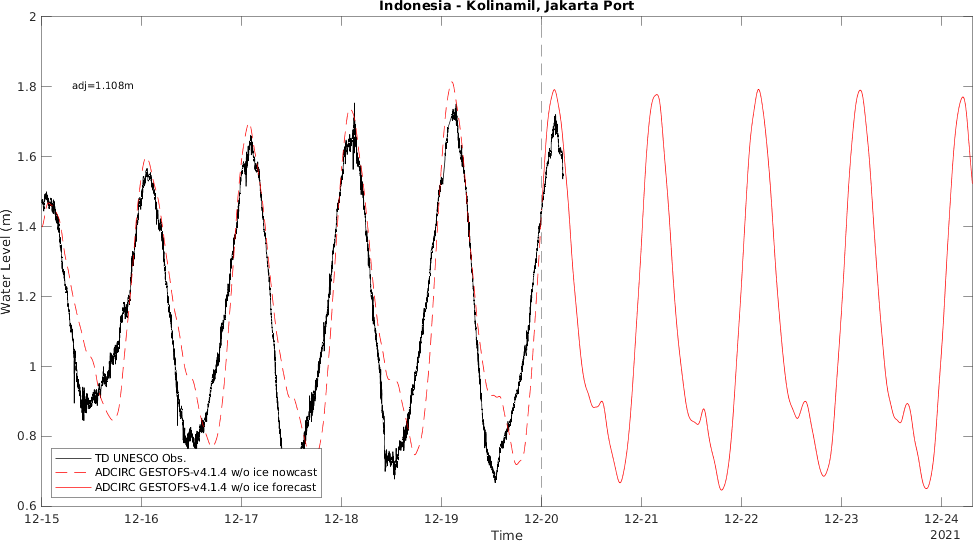 Indonesia - Kolinamil, Jakarta Port
2
1.8
1.6
1.4
1.2
1
0.8
0.6
Water Level (m)
adj=1.108m
TD UNESCO Obs.
ADCIRC GESTOFS-v4.1.4 w/o ice nowcast
ADCIRC GESTOFS-v4.1.4 w/o ice forecast
12-15 12-16 12-17 12-18 12-19 12-20 12-21 12-22 12-23 12-24
Time
2021